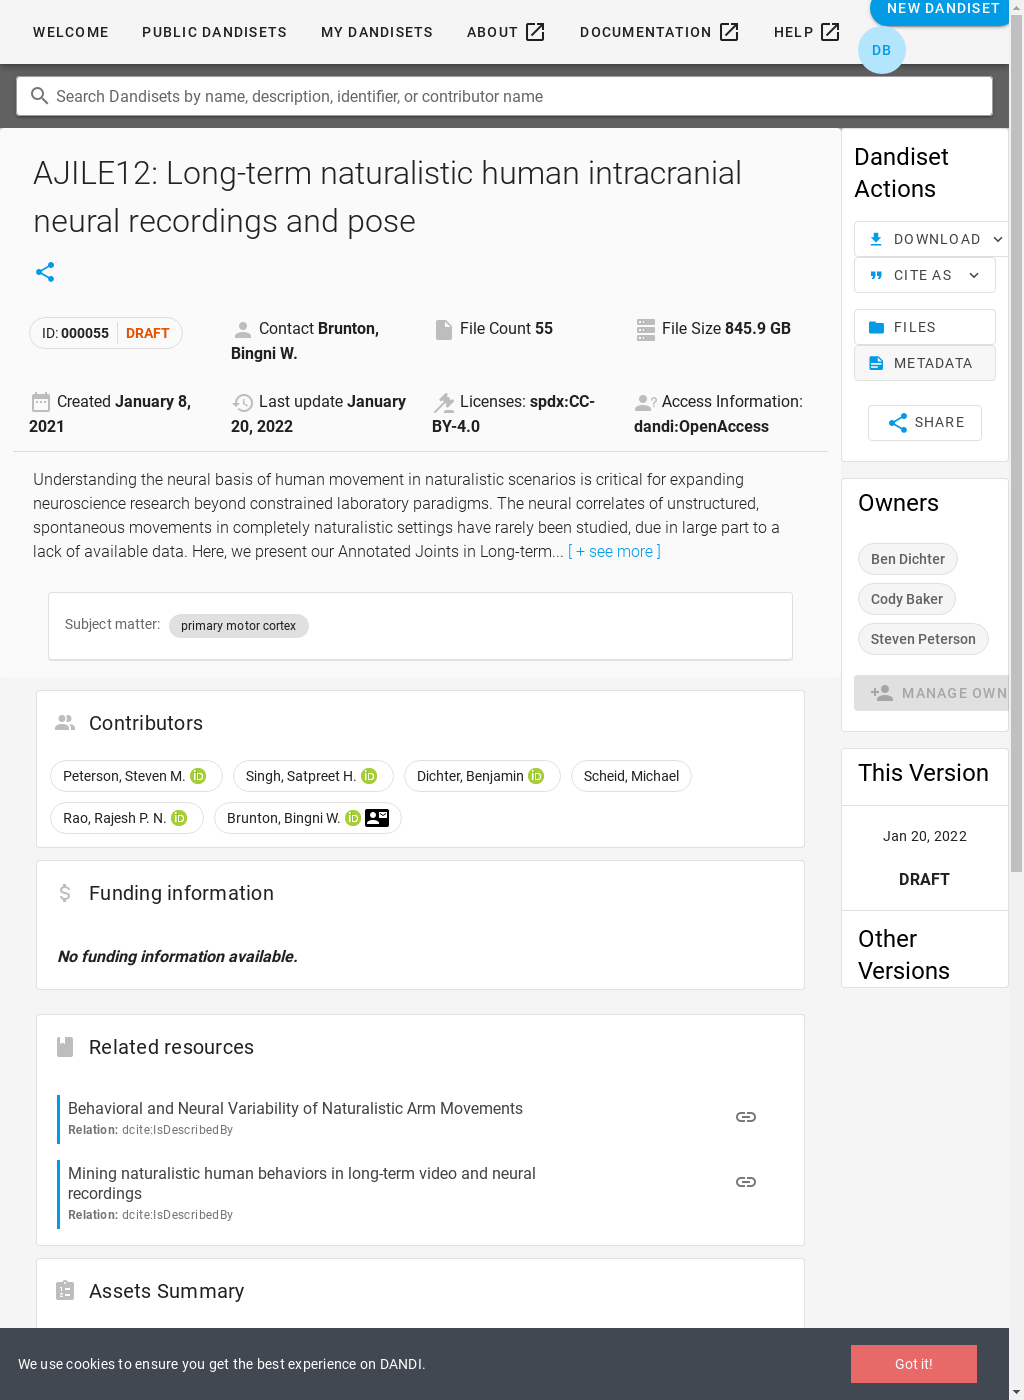 WELCOME
PUBLIC DANDISETS
MY DANDISETS
ABOUT
DOCUMENTATION
HELP
NEW DANDISET
DB
Search Dandisets by name, description, identifier, or contributor name
AJILE12: Long-term naturalistic human intracranial
neural recordings and pose
ID: 000055 DRAFT
Contact Brunton,
Bingni W.
File Count 55
File Size 845.9 GB
Created January 8,
2021
Last update January
20, 2022
Licenses: spdx:CC-
BY-4.0
Access Information:
dandi:OpenAccess
Understanding the neural basis of human movement in naturalistic scenarios is critical for expanding
neuroscience research beyond constrained laboratory paradigms. The neural correlates of unstructured,
spontaneous movements in completely naturalistic settings have rarely been studied, due in large part to a
lack of available data. Here, we present our Annotated Joints in Long-term... [ + see more ]
Subject matter: primary motor cortex
Contributors
Peterson, Steven M. iD
Singh, Satpreet H. iD
Dichter, Benjamin iD
Scheid, Michael
Rao, Rajesh P. N. iD
Brunton, Bingni W. iD
Funding information
No funding information available.
Related resources
Behavioral and Neural Variability of Naturalistic Arm Movements
Relation: dcite:IsDescribedBy
Mining naturalistic human behaviors in long-term video and neural
recordings
Relation: dcite:IsDescribedBy
Assets Summary
Dandiset
Actions
DOWNLOAD
CITE AS
FILES
METADATA
SHARE
Owners
Ben Dichter
Cody Baker
Steven Peterson
MANAGE OWN
This Version
Jan 20, 2022
DRAFT
Other
Versions
We use cookies to ensure you get the best experience on DANDI.
Got it!